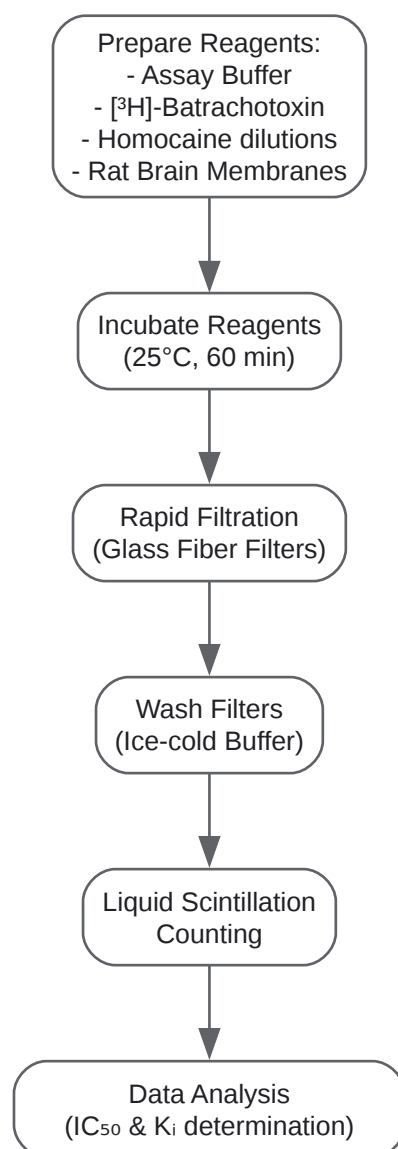 Prepare Reagents:
- Assay Buffer
- [³H]-Batrachotoxin
- Homocaine dilutions
- Rat Brain Membranes
Incubate Reagents
(25°C, 60 min)
Rapid Filtration
(Glass Fiber Filters)
Wash Filters
(Ice-cold Buffer)
Liquid Scintillation
Counting
Data Analysis
(IC₅₀ & Kᵢ determination)